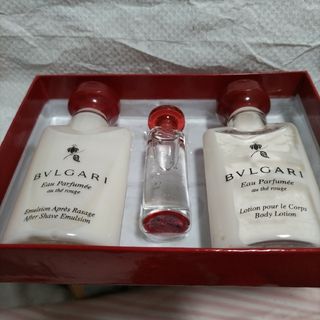 BVLGARI
Eau Parfumée
au thé rouge
Emulsion Après Rasage
After Shave Emulsion
BVLGARI
Eau Parfumée
au thé rouge
Lotion pour le Corps
Body Lotion